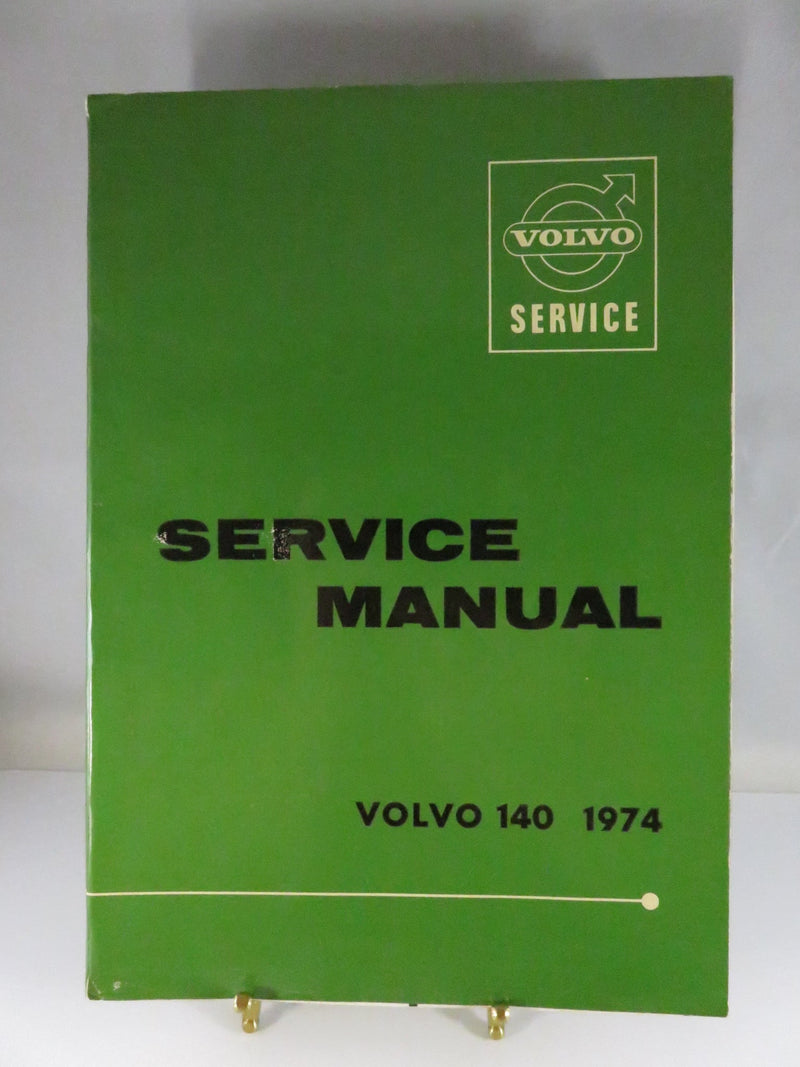 VOLVO
SERVICE
SERVICE
MANUAL
VOLVO 140 1974